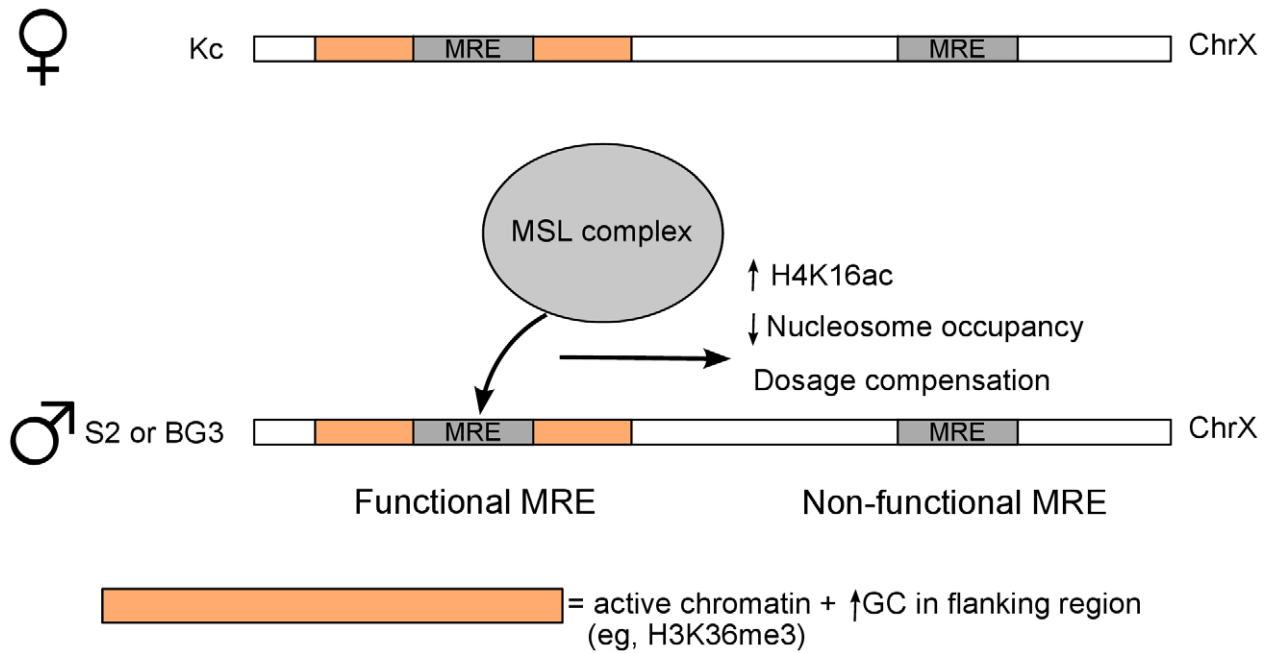 Kc MRE MRE ChrX
MSL complex
↑ H4K16ac
↓ Nucleosome occupancy
Dosage compensation
S2 or BG3 MRE MRE ChrX
Functional MRE Non-functional MRE
= active chromatin + ↑GC in flanking region
(eg, H3K36me3)